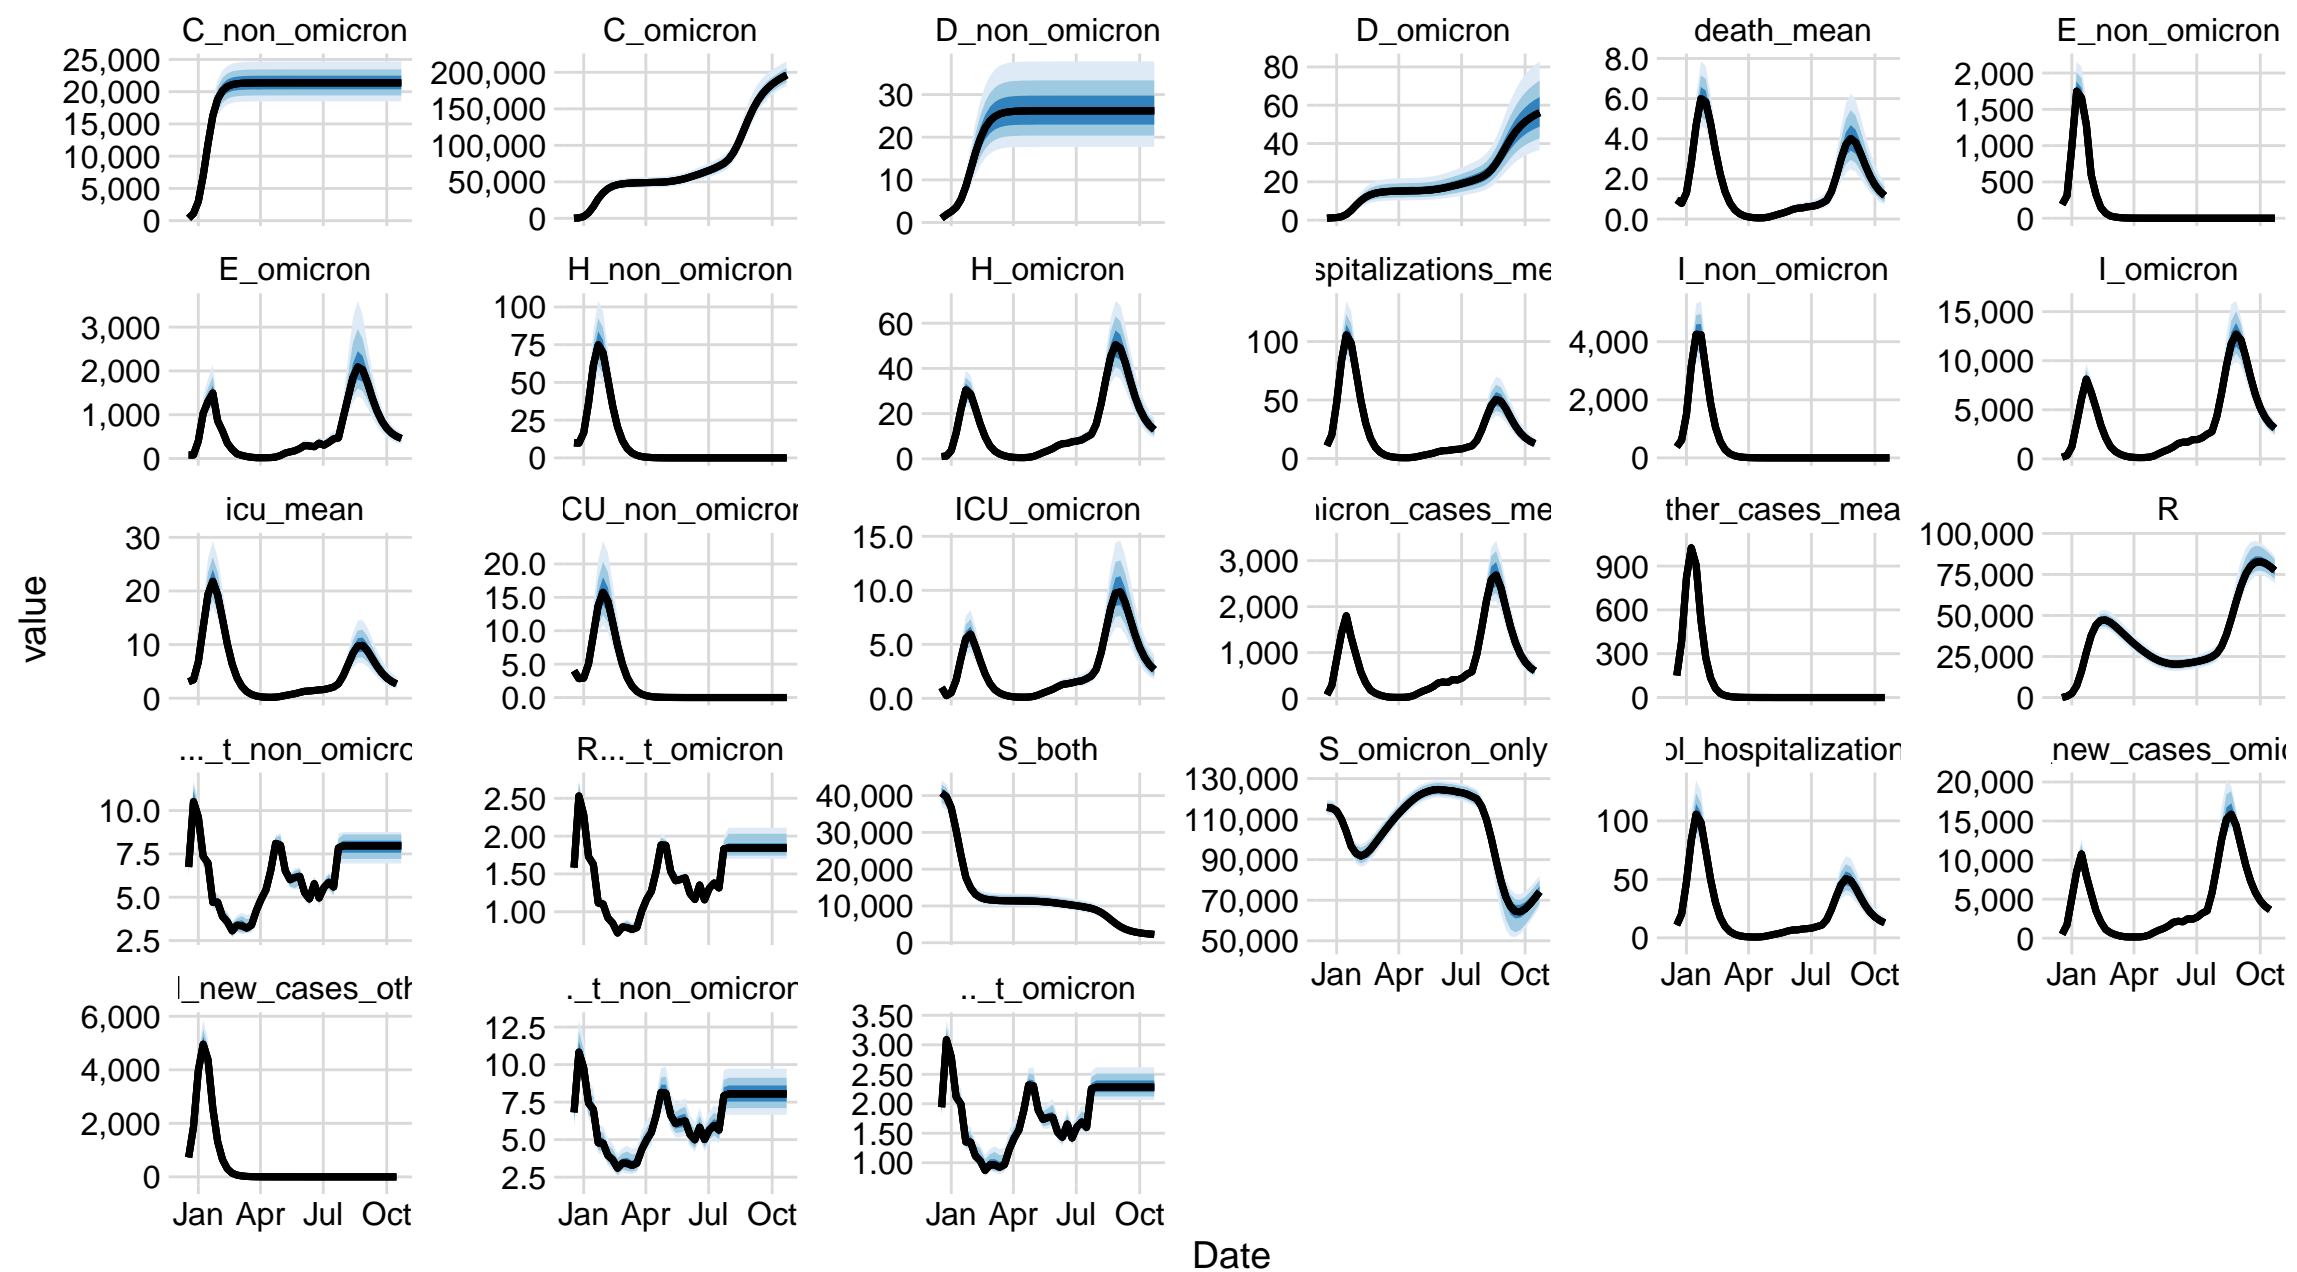 C_non_omicron C_omicron D_non_omicron D_omicron death_mean E_non_omicron
25,000 20,000 15,000 10,000 5,000 0
200,000 150,000 100,000 50,000 0
30 20 10 0
80 60 40 20 0
8.0 6.0 4.0 2.0 0.0
2,000 1,500 1,000 500 0
E_omicron H_non_omicron H_omicron spitalizations_me I_non_omicron I_omicron
3,000 2,000 1,000 0
100 75 50 25 0
60 40 20 0
100 50 0
4,000 2,000 0
15,000 10,000 5,000 0
value
icu_mean CU_non_omicron ICU_omicron icron_cases_me ther_cases_mea R
30 20 10 0
20.0 15.0 10.0 5.0 0.0
15.0 10.0 5.0 0.0
3,000 2,000 1,000 0
900 600 300 0
100,000 75,000 50,000 25,000 0
..._t_non_omicro R..._t_omicron S_both S_omicron_only ol_hospitalization _new_cases_omic
10.0 7.5 5.0 2.5
2.50 2.00 1.50 1.00
40,000 30,000 20,000 10,000 0
130,000 110,000 90,000 70,000 50,000
100 50 0
20,000 15,000 10,000 5,000 0
Jan Apr Jul Oct Jan Apr Jul Oct Jan Apr Jul Oct
l_new_cases_oth ._t_non_omicron .._t_omicron
6,000 4,000 2,000 0
12.5 10.0 7.5 5.0 2.5
3.50 3.00 2.50 2.00 1.50 1.00
Jan Apr Jul Oct Jan Apr Jul Oct Jan Apr Jul Oct
Date